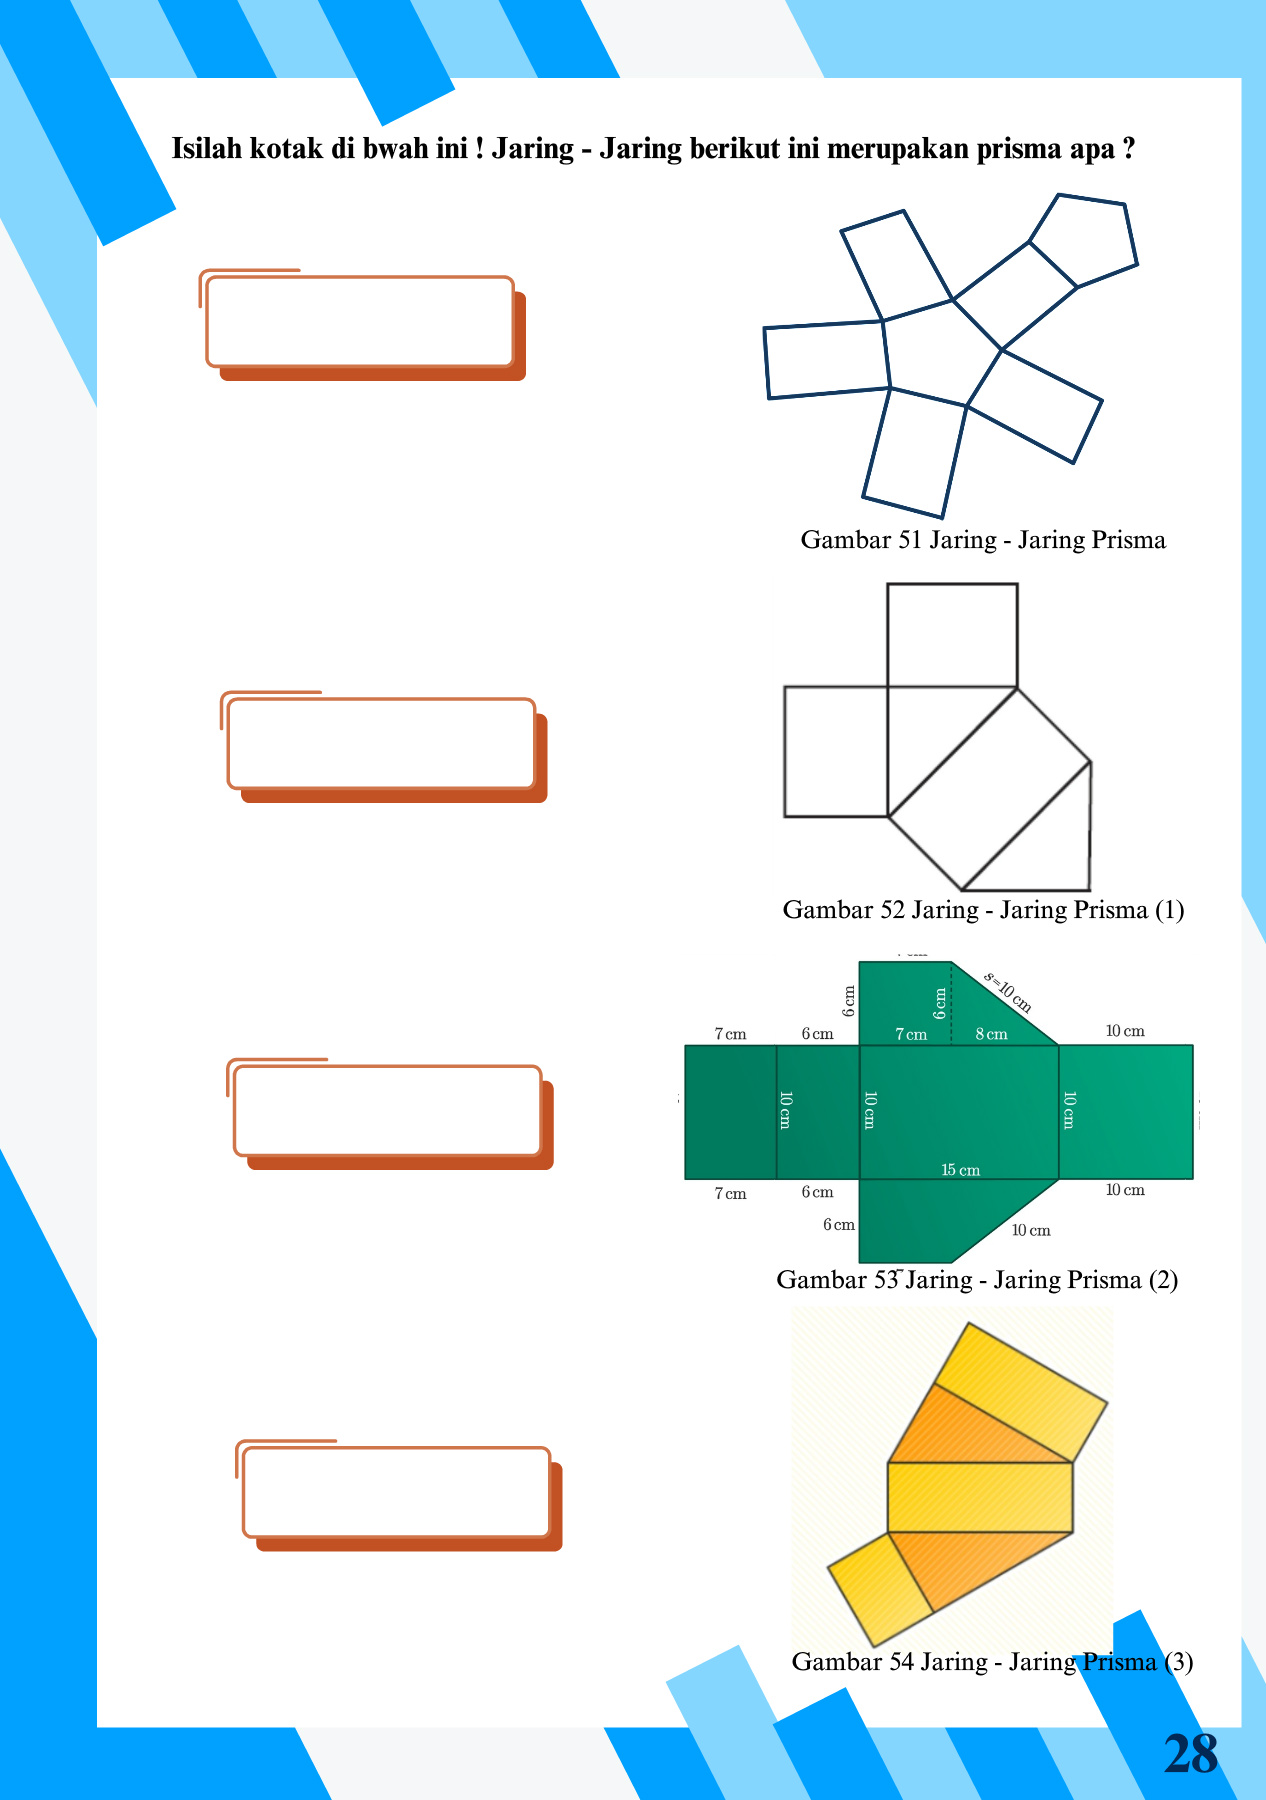 Isilah kotak di bwah ini ! Jaring - Jaring berikut ini merupakan prisma apa ?
Gambar 51 Jaring - Jaring Prisma
Gambar 52 Jaring - Jaring Prisma (1)
6 cm
6 cm
s=10 cm
7 cm
6 cm
7 cm
8 cm
10 cm
10 cm
10 cm
10 cm
15 cm
7 cm
6 cm
10 cm
6 cm
10 cm
Gambar 53 Jaring - Jaring Prisma (2)
Gambar 54 Jaring - Jaring Prisma (3)
28